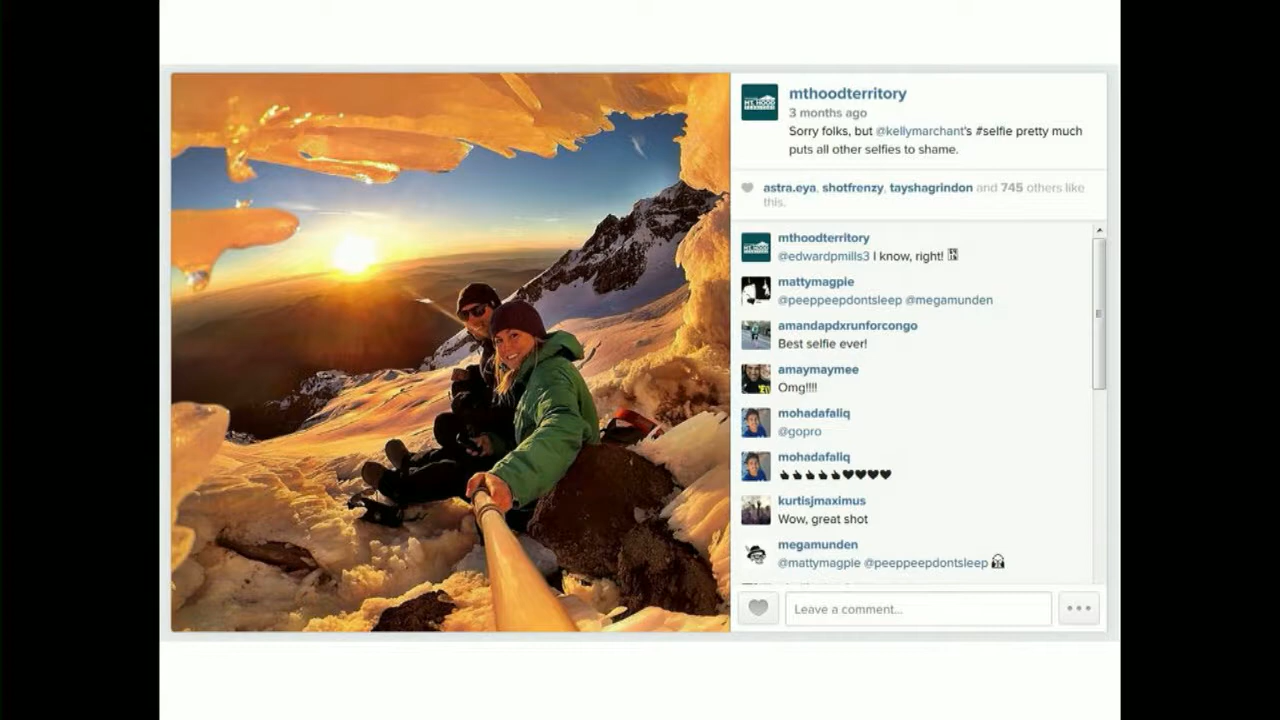 mthoodterritory
3 months ago
Sorry folks, but @kellymarchant's #selfie pretty much
puts all other selfies to shame.
astra.eya, shotfrenzy, tayshagrindon and 745 others like
this.
mthoodterritory
@edwardpmills3 I know, right!
mattymagpie
@peeppeepdontsleep @megamunden
amandapdxrunforcongo
Best selfie ever!
amaymaymee
Omg!!!!
mohadafaliq
@gopro
mohadafaliq
kurtisjmaximus
Wow, great shot
megamunden
@mattymagpie @peeppeepdontsleep
Leave a comment...
MT. HOOD